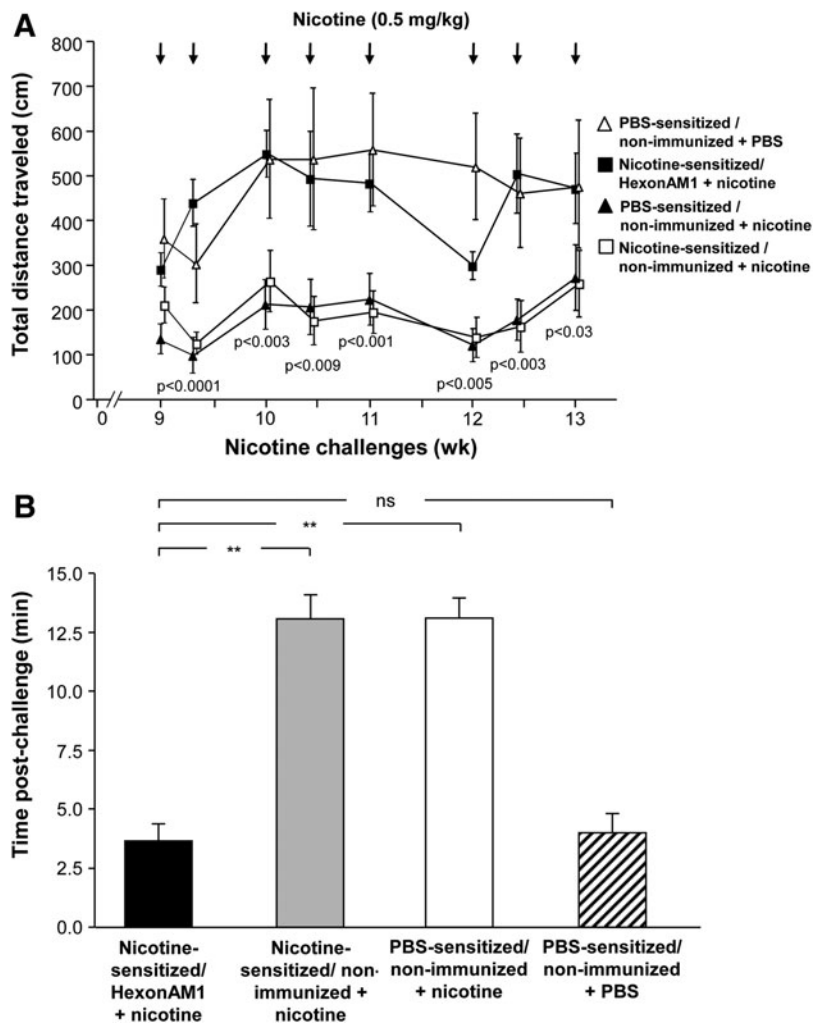 A
Nicotine (0.5 mg/kg)
800
700
600
500
400
300
200
100
0
Total distance traveled (cm)
PBS-sensitized /
non-immunized + PBS
Nicotine-sensitized/
HexonAM1 + nicotine
PBS-sensitized /
non-immunized + nicotine
Nicotine-sensitized /
non-immunized + nicotine
p<0.0001
p<0.003
p<0.009
p<0.001
p<0.005
p<0.003
p<0.03
0 9 10 11 12 13
Nicotine challenges (wk)
B
ns
**
**
15.0
12.5
10.0
7.5
5.0
2.5
0.0
Time post-challenge (min)
Nicotine-
sensitized/
HexonAM1
+ nicotine
Nicotine-
sensitized/ non-
immunized +
nicotine
PBS-sensitized/
non-immunized
+ nicotine
PBS-sensitized/
non-immunized
+ PBS